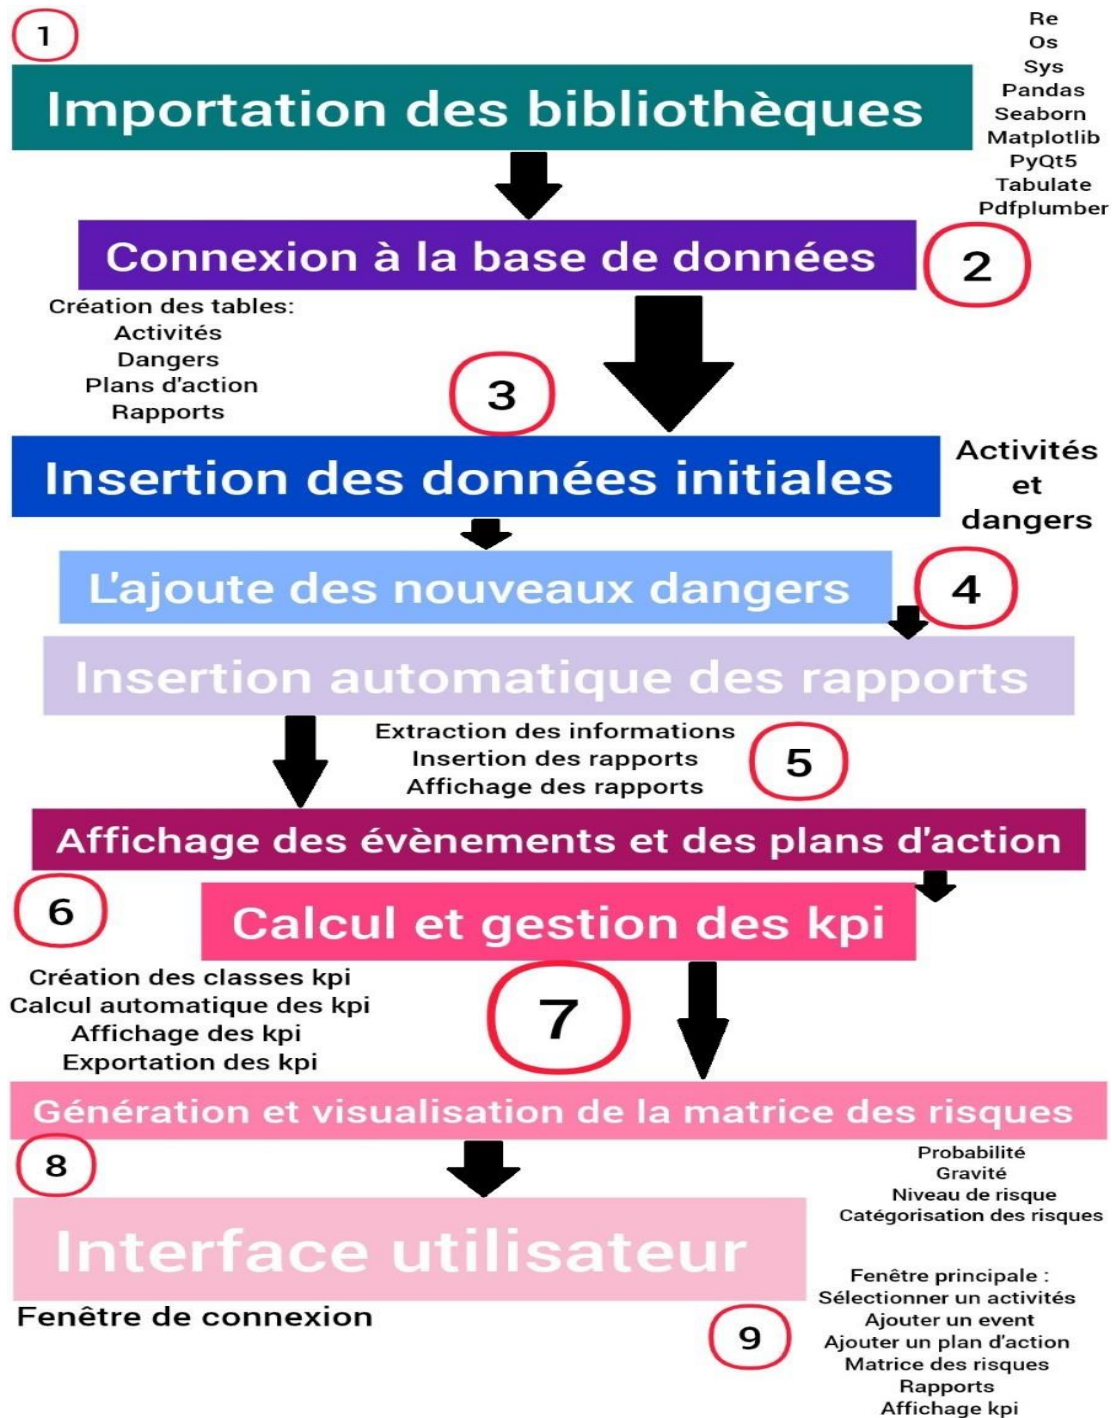 1
Importation des bibliothèques
Re
Os
Sys
Pandas
Seaborn
Matplotlib
PyQt5
Tabulate
Pdfplumber
Connexion à la base de données
2
Création des tables:
Activités
Dangers
Plans d'action
Rapports
3
Insertion des données initiales
Activités
et
dangers
L'ajoute des nouveaux dangers
4
Insertion automatique des rapports
Extraction des informations
Insertion des rapports
Affichage des rapports
5
Affichage des évènements et des plans d'action
6
Calcul et gestion des kpi
Création des classes kpi
Calcul automatique des kpi
Affichage des kpi
Exportation des kpi
7
Génération et visualisation de la matrice des risques
8
Probabilité
Gravité
Niveau de risque
Catégorisation des risques
Interface utilisateur
Fenêtre de connexion
9
Fenêtre principale :
Sélectionner un activités
Ajouter un event
Ajouter un plan d'action
Matrice des risques
Rapports
Affichage kpi